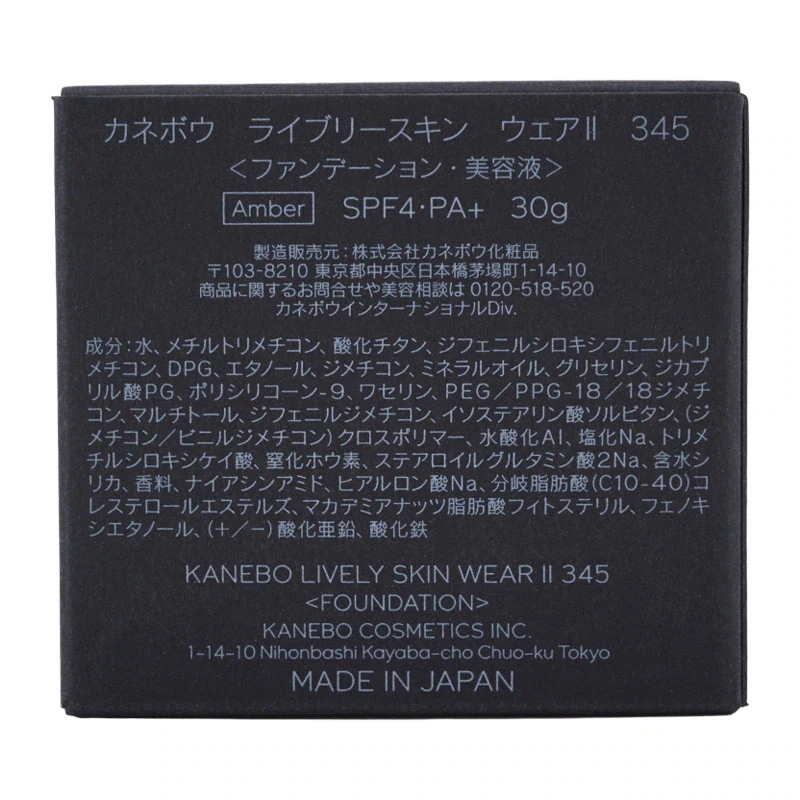 カネボウ ライブリースキン ウェアII 345
<ファンデーション・美容液>
Amber SPF4・PA+ 30g
製造販売元：株式会社カネボウ化粧品
〒103-8210 東京都中央区日本橋茅場町1-14-10
商品に関するお問合せや美容相談は 0120-518-520
カネボウインターナショナルDiv.
成分：水、メチルトリメチコン、酸化チタン、ジフェニルシロキシフェニルトリ
メチコン、DPG、エタノール、ジメチコン、ミネラルオイル、グリセリン、ジカプ
リル酸PG、ポリシリコーン-9、ワセリン、PEG／PPG-18／18ジメチ
コン、マルチトール、ジフェニルジメチコン、イソステアリン酸ソルビタン、(ジ
メチコン／ビニルジメチコン)クロスポリマー、水酸化Al、塩化Na、トリメ
チルシロキシケイ酸、窒化ホウ素、ステアロイルグルタミン酸2Na、含水シ
リカ、香料、ナイアシンアミド、ヒアルロン酸Na、分岐脂肪酸(C10-40)コ
レステロールエステルズ、マカデミアナッツ脂肪酸フィトステリル、フェノキ
シエタノール、(+/−)酸化亜鉛、酸化鉄
KANEBO LIVELY SKIN WEAR II 345
<FOUNDATION>
KANEBO COSMETICS INC.
1-14-10 Nihonbashi Kayaba-cho Chuo-ku Tokyo
MADE IN JAPAN